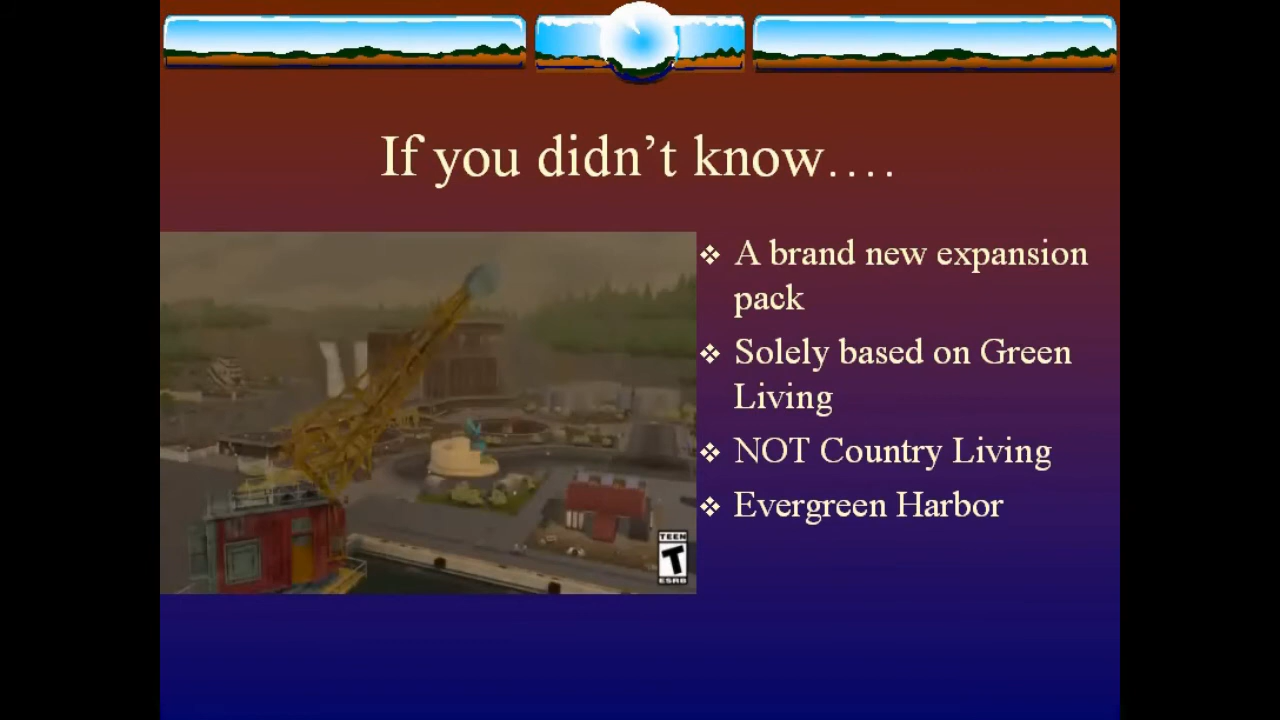 If you didn’t know....
❖ A brand new expansion
pack
❖ Solely based on Green
Living
❖ NOT Country Living
❖ Evergreen Harbor
TEEN
T
ESRB